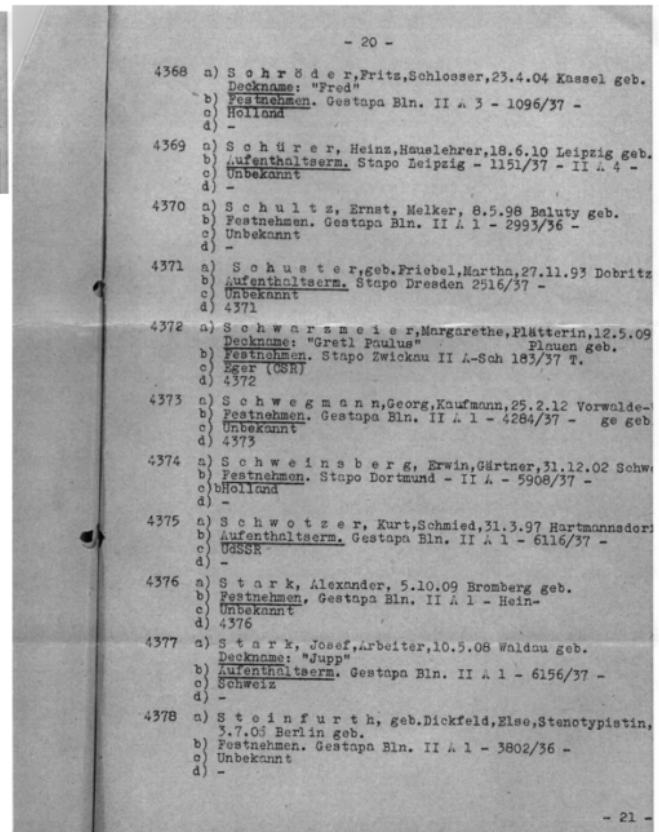 - 20 -
4368 a) S c h r ö d e r,Fritz,Schlosser,23.4.04 Kassel geb.
Deckname: "Fred"
b) Festnehmen. Gestapa Bln. II A 3 - 1096/37 -
c) Holland
d) -
4369 a) S c h ü r e r, Heinz,Hauslehrer,18.6.10 Leipzig geb.
b) Aufenthaltserm. Stapo Leipzig - 1151/37 - II A 4 -
c) Unbekannt
d) -
4370 a) S c h u l t z, Ernst, Melker, 8.5.98 Baluty geb.
b) Festnehmen. Gestapa Bln. II A 1 - 2993/36 -
c) Unbekannt
d) -
4371 a) S c h u s t e r,geb.Friebel,Martha,27.11.93 Dobritz
b) Aufenthaltserm. Stapo Dresden 2516/37 -
c) Unbekannt
d) 4371
4372 a) S c h w a r z m e i e r,Margarethe,Plätterin,12.5.09
Deckname: "Gretl Paulus" Plauen geb.
b) Festnehmen. Stapo Zwickau II A-Sch 183/37 T.
c) Eger (CSR)
d) 4372
4373 a) S c h w e g m a n n,Georg,Kaufmann,25.2.12 Vorwalde-
b) Festnehmen. Gestapa Bln. II A 1 - 4284/37 - ge geb
c) Unbekannt
d) 4373
4374 a) S c h w e i n s b e r g, Erwin,Gärtner,31.12.02 Schw
b) Festnehmen. Stapo Dortmund - II A - 5908/37 -
c)bHolland
d) -
4375 a) S c h w o t z e r, Kurt,Schmied,31.3.97 Hartmannsdor
b) Aufenthaltserm. Gestapa Bln. II A 1 - 6116/37 -
c) UdSSR
d) -
4376 a) S t a r k, Alexander, 5.10.09 Bromberg geb.
b) Festnehmen, Gestapa Bln. II A 1 - Hein-
c) Unbekannt
d) 4376
4377 a) S t a r k, Josef,Arbeiter,10.5.08 Waldau geb.
Deckname: "Jupp"
b) Aufenthaltserm. Gestapa Bln. II A 1 - 6156/37 -
c) Schweiz
d) -
4378 a) S t e i n f u r t h, geb.Dickfeld,Else,Stenotypistin,
3.7.05 Berlin geb.
b) Festnehmen. Gestapa Bln. II A 1 - 3802/36 -
c) Unbekannt
d) -
- 21 -